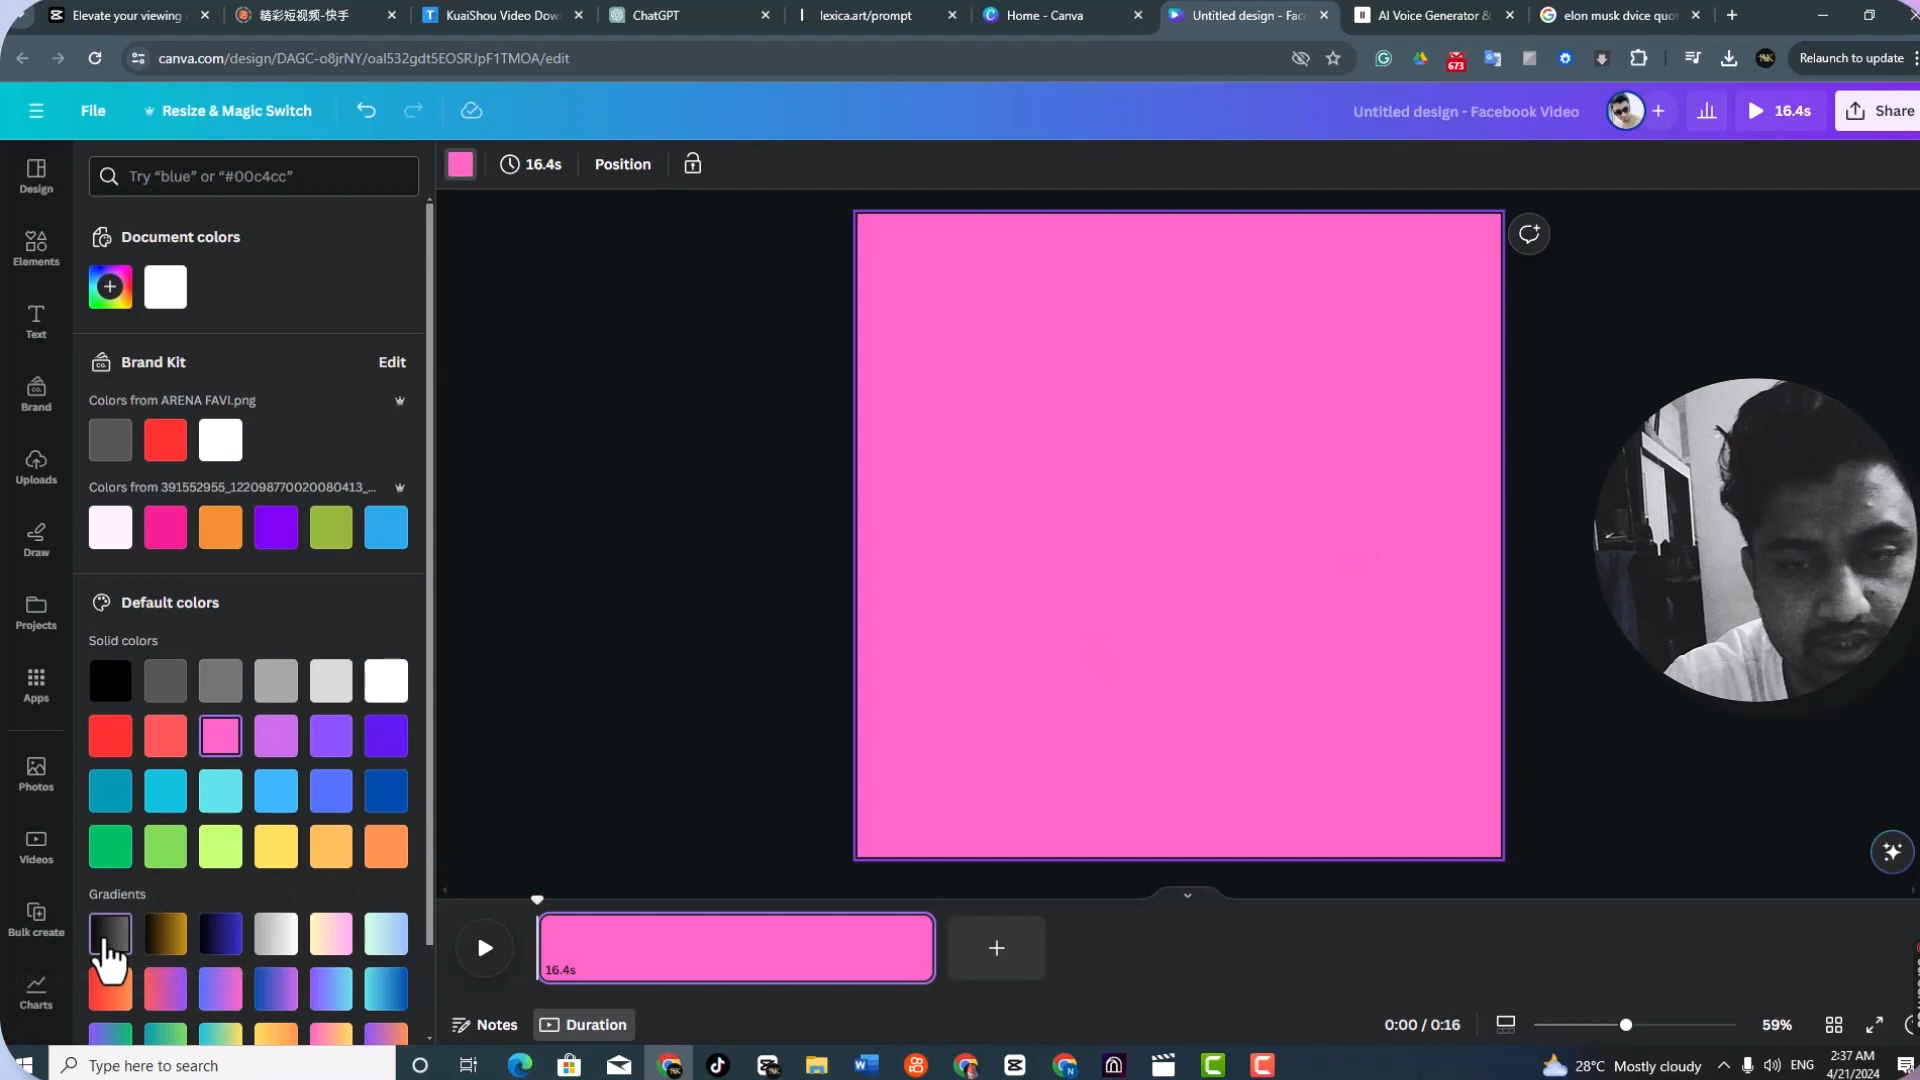 Elevate your viewing
精彩短视频-快手
KuaiShou Video Dow
ChatGPT
lexica.art/prompt
Home - Canva
Untitled design - Fac
AI Voice Generator &
elon musk dvice quo
canva.com/design/DAGC-o8jrNY/oal532gdt5EOSRJpF1TMOA/edit
673
Relaunch to update
File
Resize & Magic Switch
Untitled design - Facebook Video
16.4s
Share
Design
Elements
Text
Brand
Uploads
Draw
Projects
Apps
Photos
Videos
Bulk create
Charts
Try “blue” or “#00c4cc”
16.4s
Position
Document colors
Brand Kit
Edit
Colors from ARENA FAVI.png
Colors from 391552955_122098770020080413_...
Default colors
Solid colors
Gradients
16.4s
Notes
Duration
0:00 / 0:16
59%
Type here to search
28°C Mostly cloudy
ENG
2:37 AM
4/21/2024